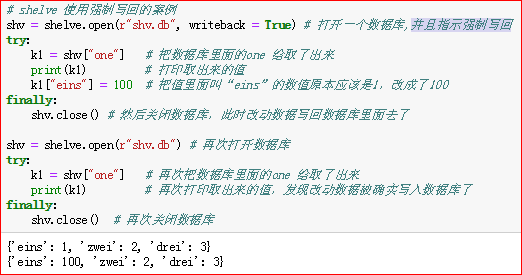 # shelve 使用强制写回的案例
shv = shelve.open(r"shv.db", writeback = True) # 打开一个数据库,并且指示强制写回
try:
    k1 = shv["one"]   # 把数据库里面的one 给取了出来
    print(k1)         # 打印取出来的值
    k1["eins"] = 100  # 把值里面叫“eins”的数值原本应该是1，改成了100
finally:
    shv.close() # 然后关闭数据库，此时改动数据写回数据库里面去了
shv = shelve.open(r"shv.db") # 再次打开数据库
try:
    k1 = shv["one"]   # 再次把数据库里面的one 给取了出来
    print(k1)         # 再次打印取出来的值，发现改动数据被确实写入数据库了
finally:
    shv.close()  # 再次关闭数据库
{'eins': 1, 'zwei': 2, 'drei': 3}
{'eins': 100, 'zwei': 2, 'drei': 3}